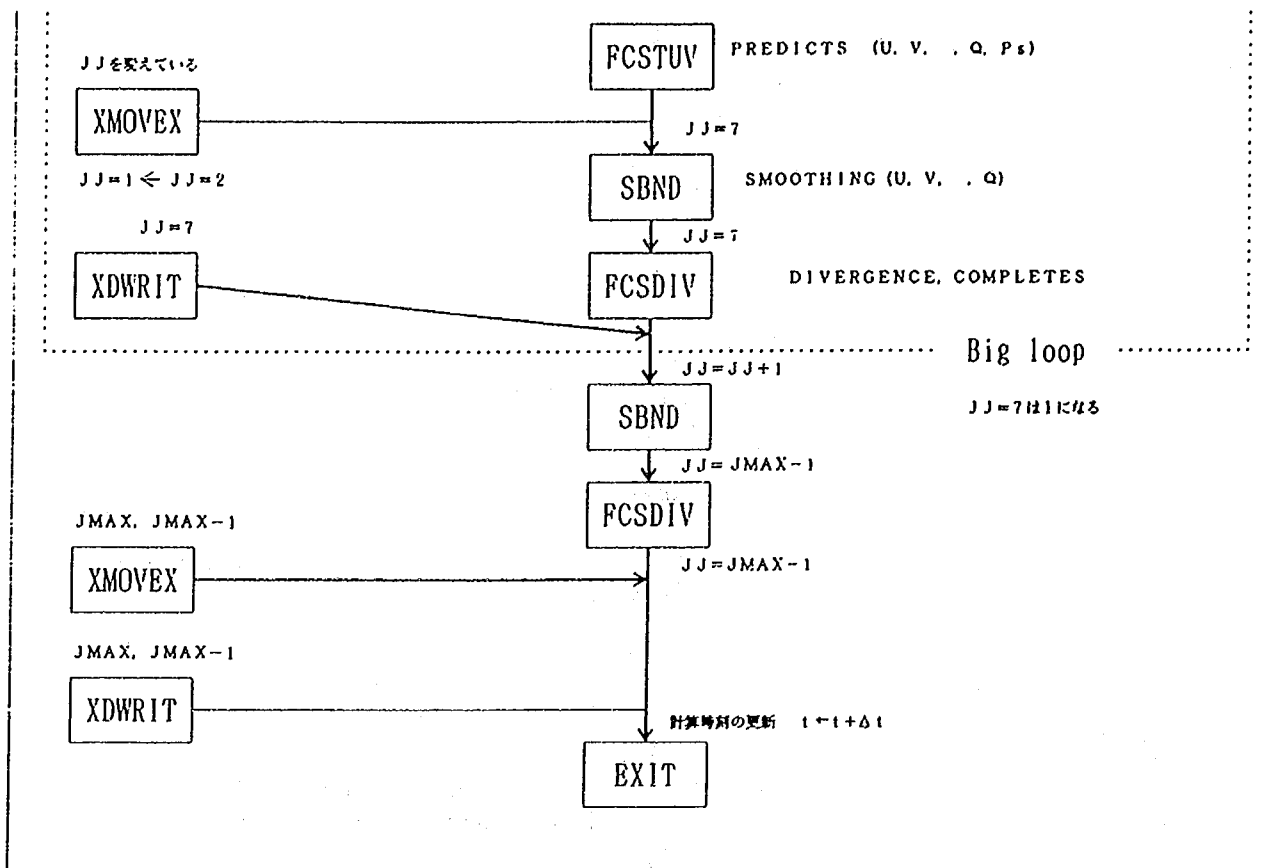 FCSTUV PREDICTS (U, V, , Q, Ps)
JJを変えている
XMOVEX
JJ=7
JJ=1 ← JJ=2
SBND SMOOTHING (U, V, , Q)
JJ=7
JJ=7
XDWRIT
FCSDIV DIVERGENCE, COMPLETES
Big loop
JJ=JJ+1
JJ=7は1になる
SBND
JJ=JMAX-1
FCSDIV
JMAX, JMAX-1
JJ=JMAX-1
XMOVEX
JMAX, JMAX-1
XDWRIT
計算時刻の更新 t←t+Δt
EXIT